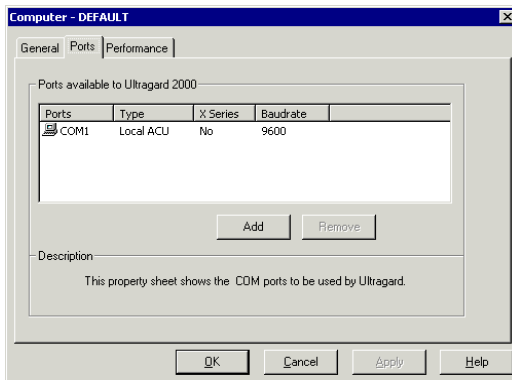 Computer - DEFAULT
General Ports Performance
Ports available to Ultragard 2000
Ports Type X Series Baudrate
COM1 Local ACU No 9600
Add Remove
Description
This property sheet shows the COM ports to be used by Ultragard.
OK Cancel Apply Help